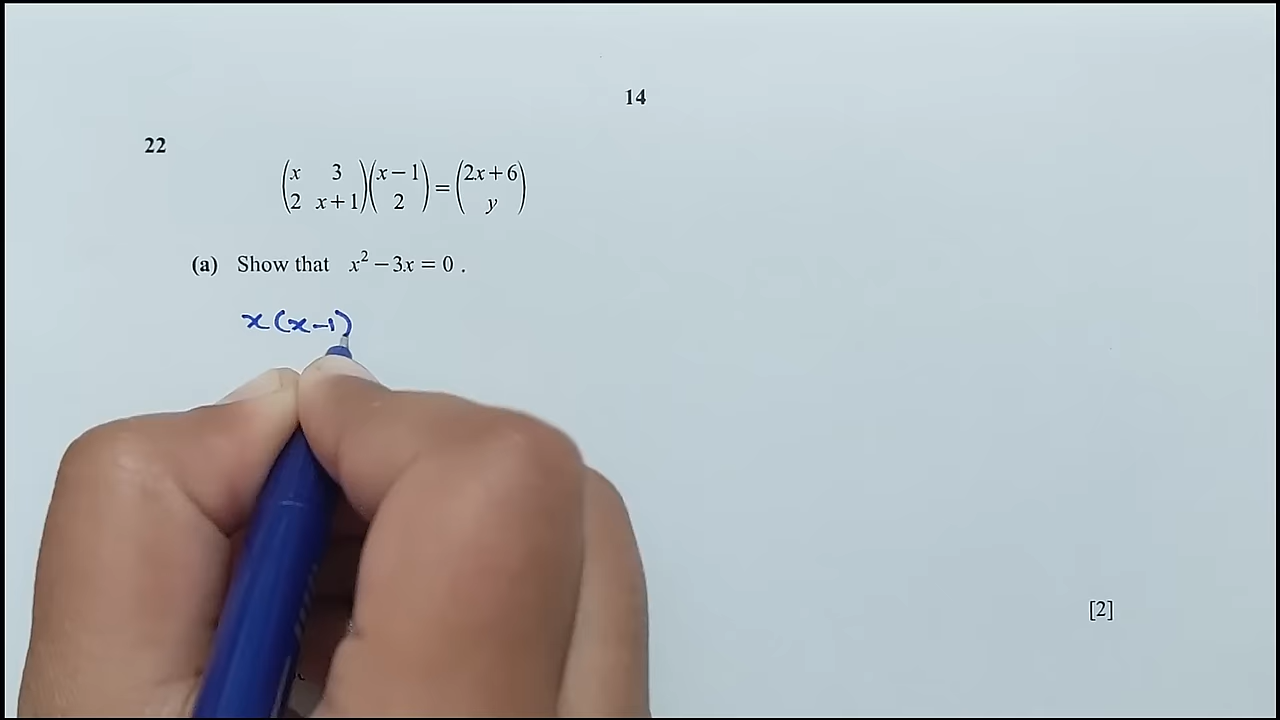 14
22
(x 3
2 x+1)(x−1
2) = (2x+6
y)
(a) Show that x² − 3x = 0 .
x(x-1)
[2]